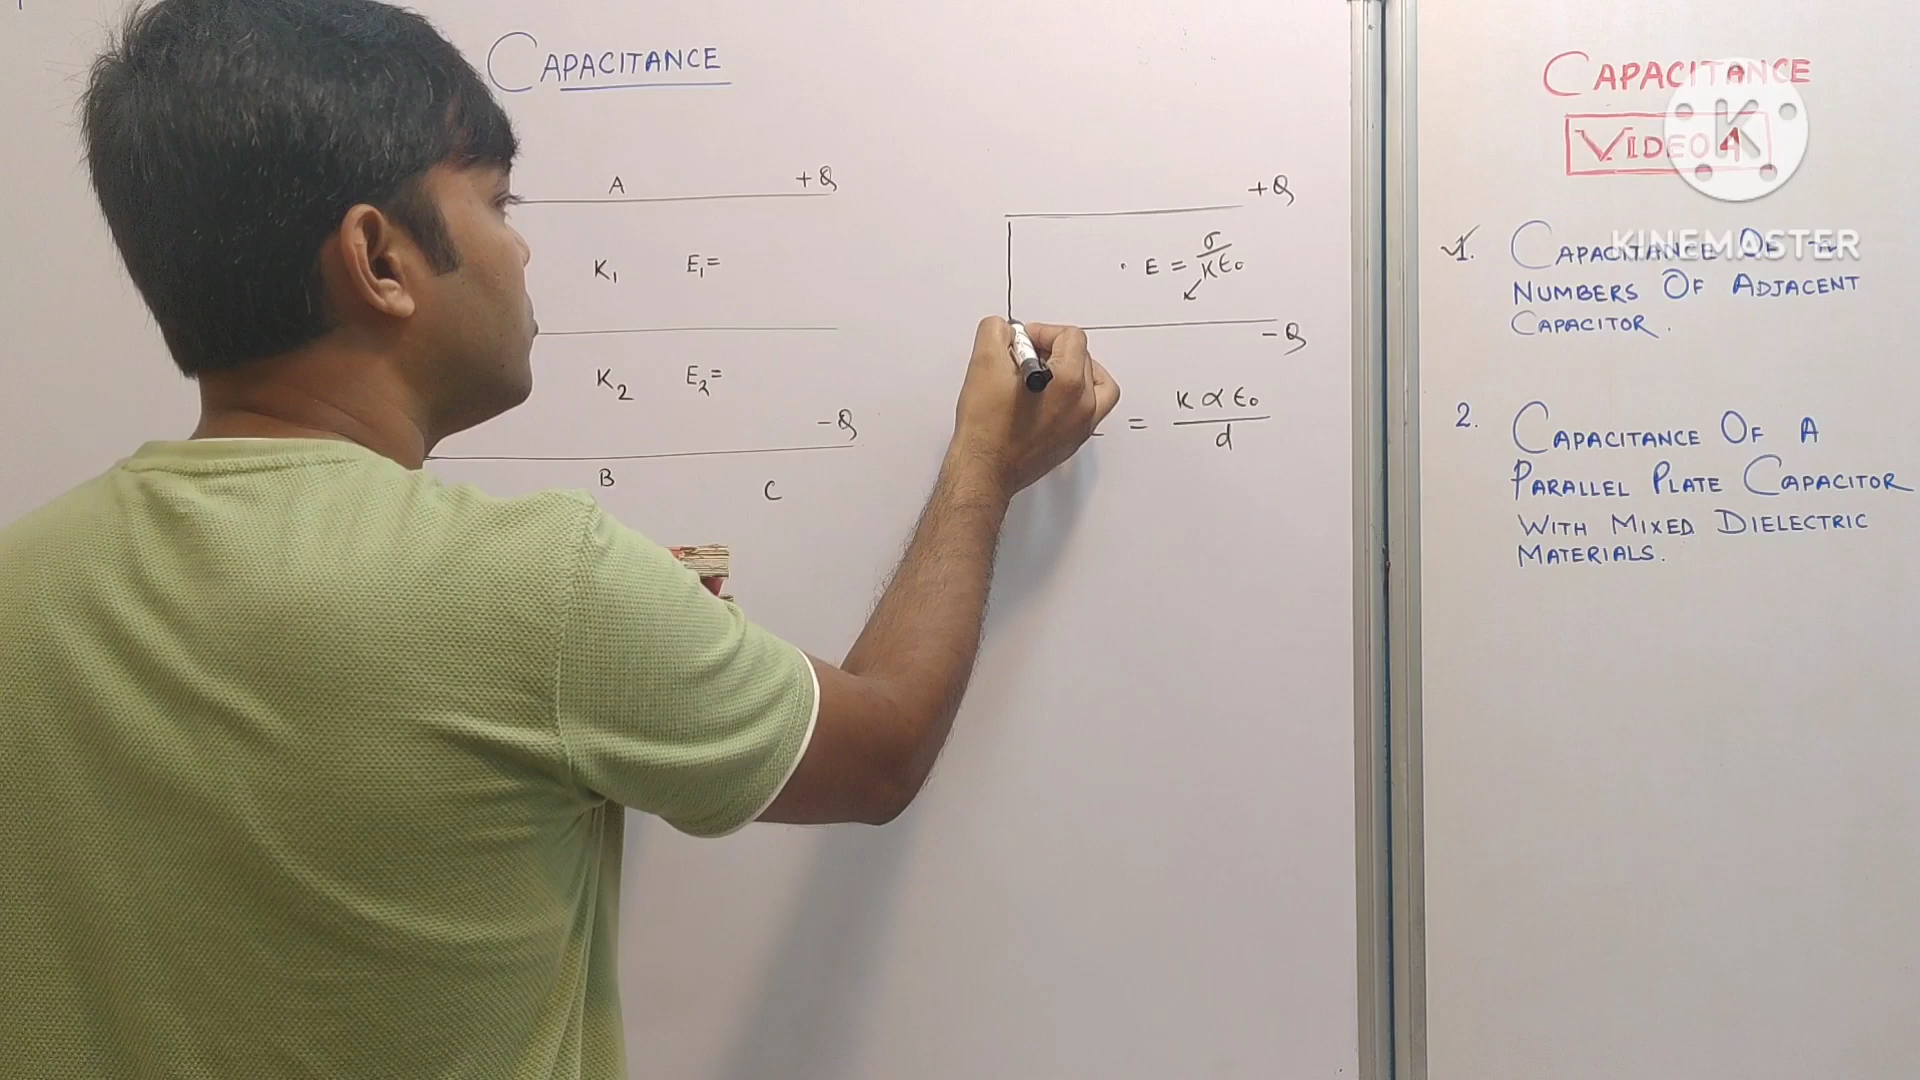 CAPACITANCE
A +Q
K₁ E₁=
K₂ E₂=
-Q
B C
+Q
. E = σ/Kε₀
-Q
= K α ε₀/d
CAPACITANCE
VIDEO 4
K
KINEMASTER
1. CAPACITANCE OF
NUMBERS OF ADJACENT
CAPACITOR.
2. CAPACITANCE OF A
PARALLEL PLATE CAPACITOR
WITH MIXED DIELECTRIC
MATERIALS.